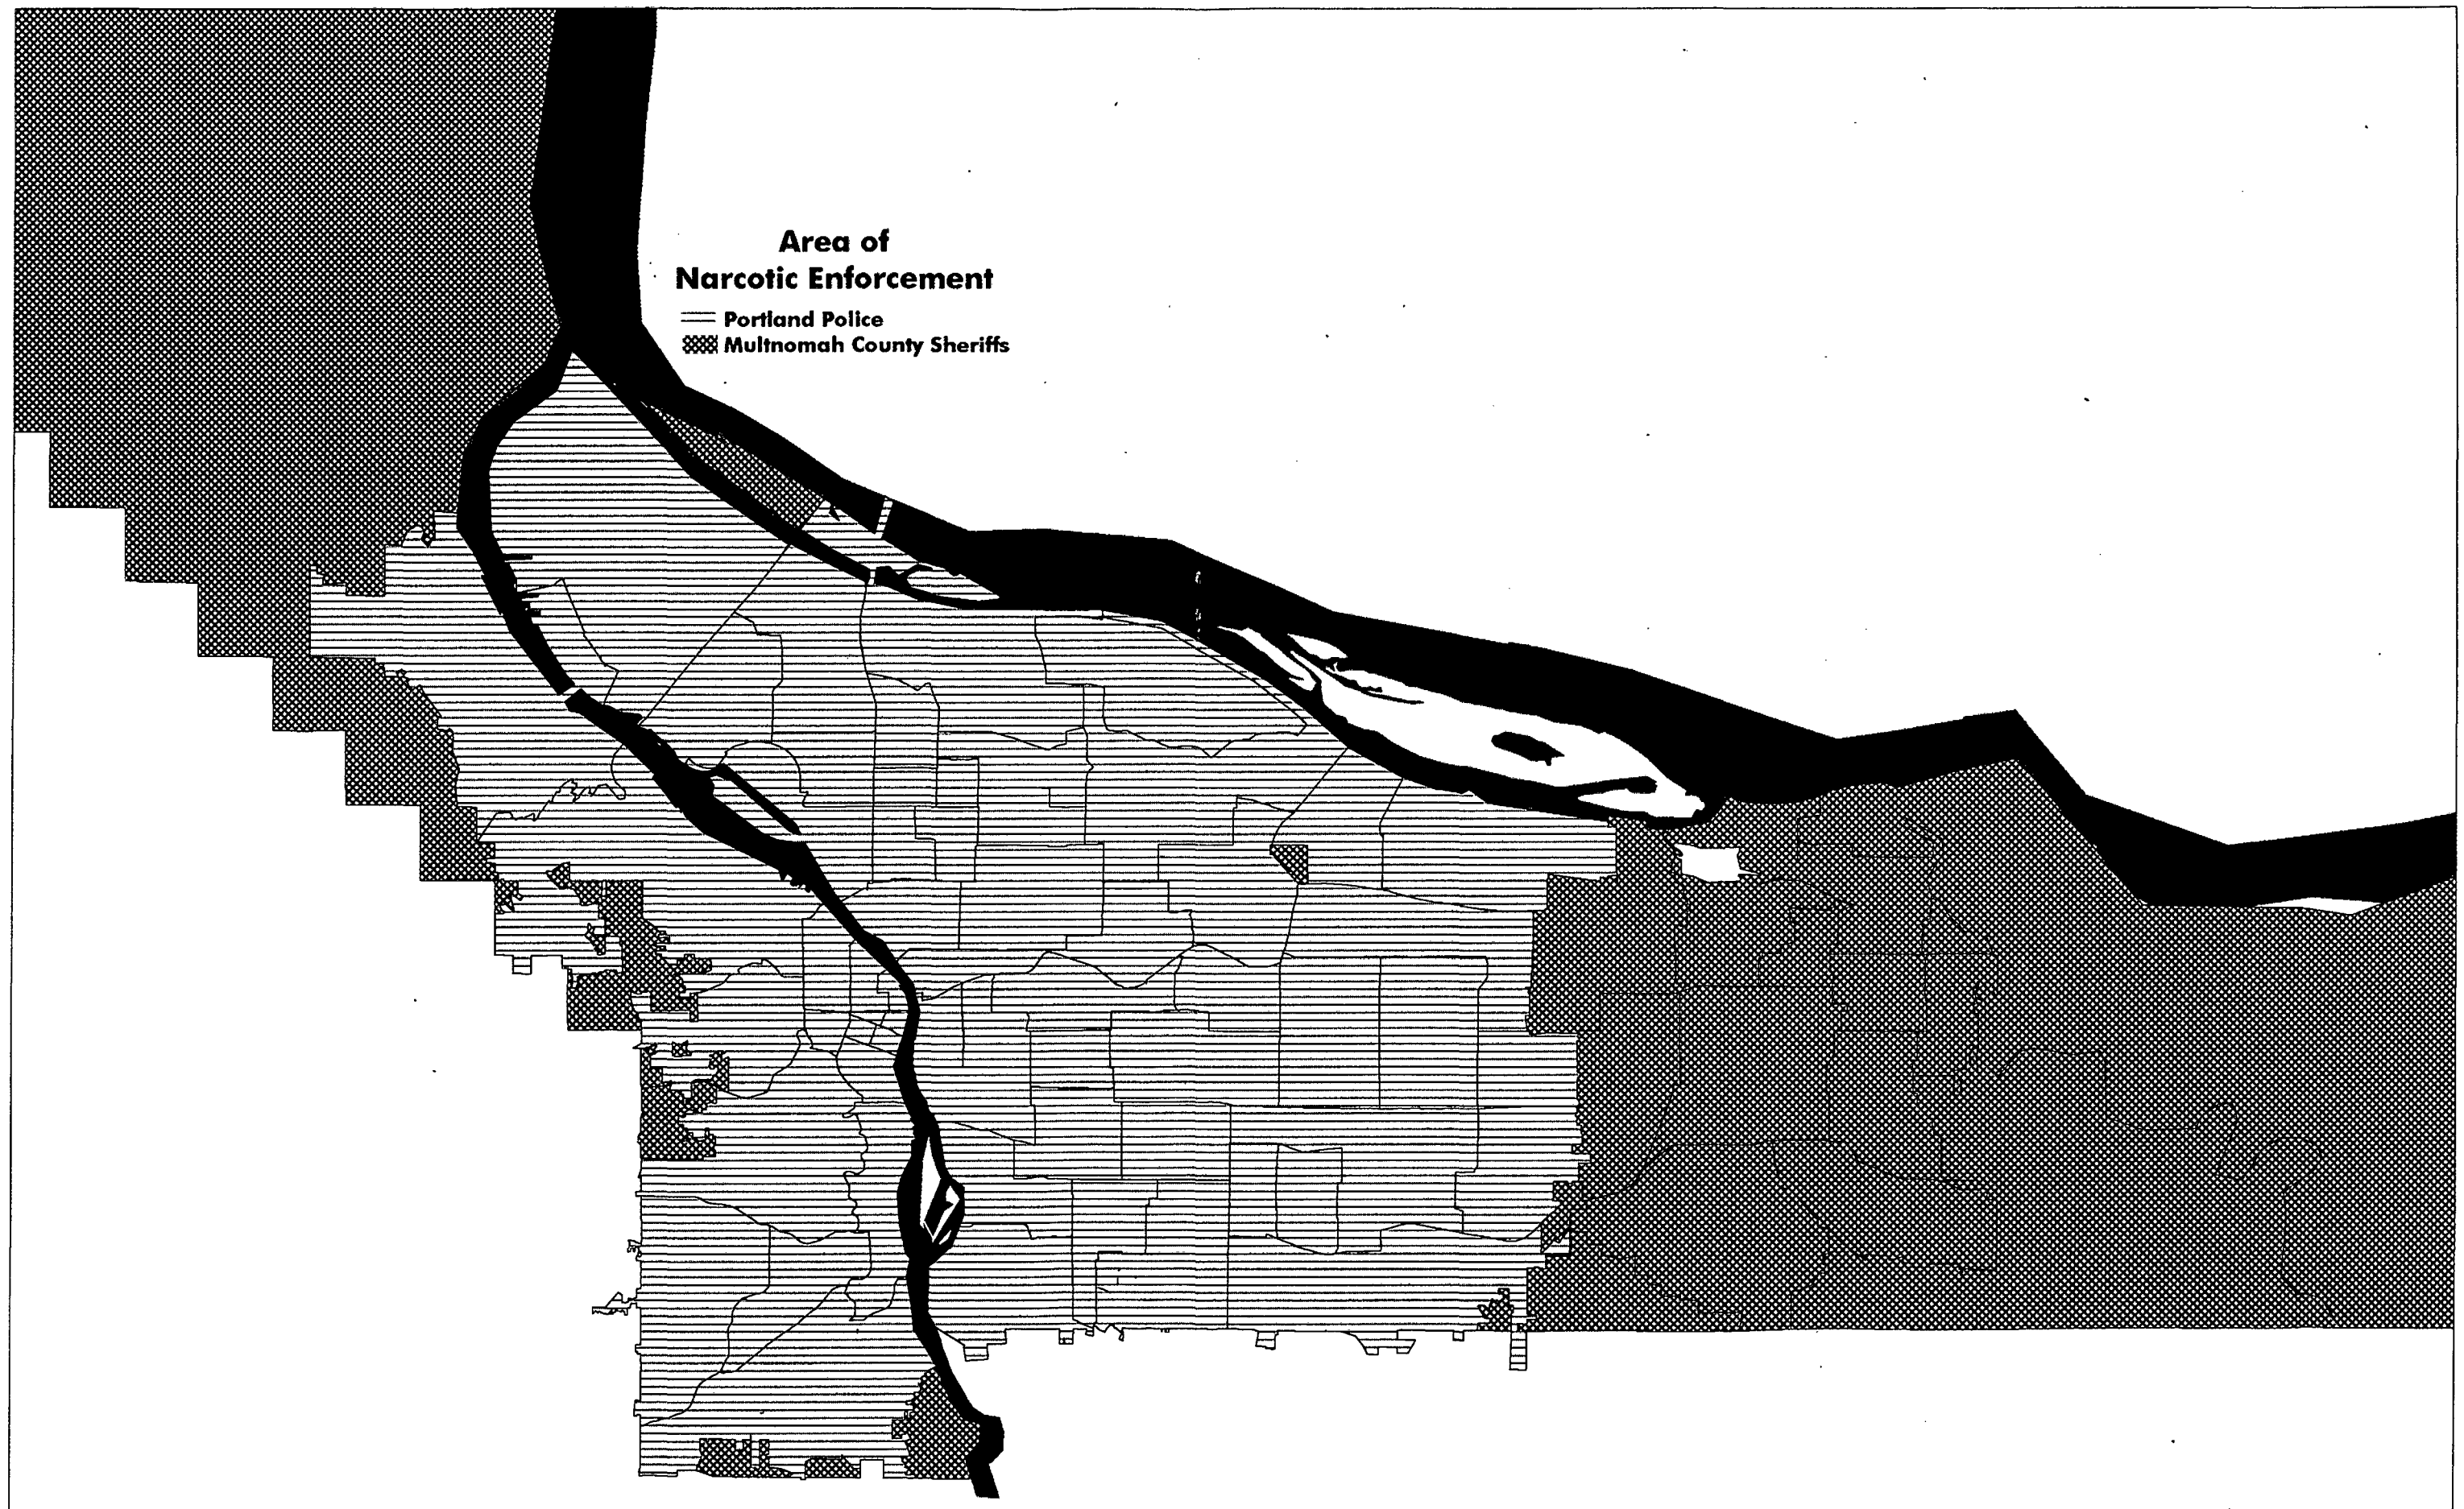 Area of
Narcotic Enforcement
Portland Police
Multnomah County Sheriffs